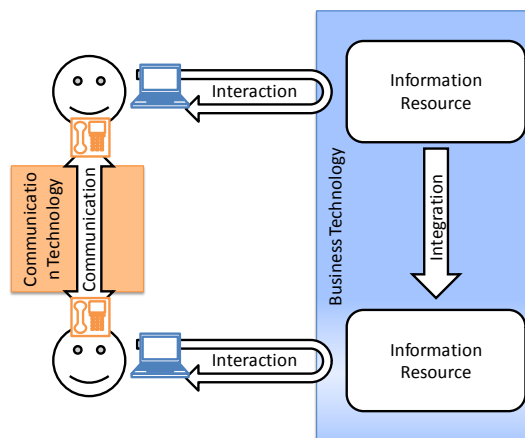 Interaction
Information
Resource
Communicatio
n Technology
Communication
Business Technology
Integration
Interaction
Information
Resource